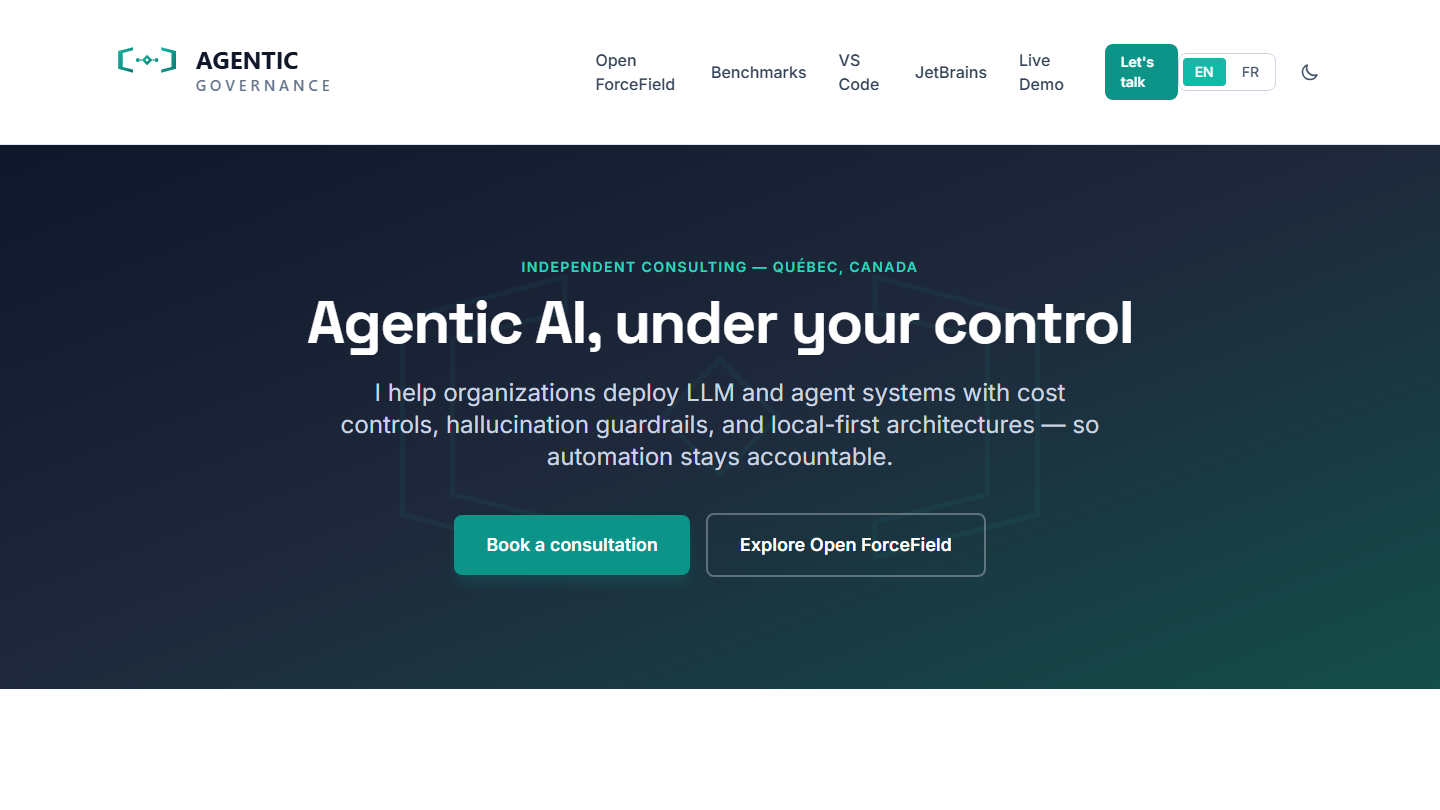 AGENTIC
GOVERNANCE
Open
ForceField
Benchmarks
VS
Code
JetBrains
Live
Demo
Let's
talk
EN
FR
INDEPENDENT CONSULTING — QUÉBEC, CANADA
Agentic AI, under your control
I help organizations deploy LLM and agent systems with cost
controls, hallucination guardrails, and local-first architectures — so
automation stays accountable.
Book a consultation
Explore Open ForceField